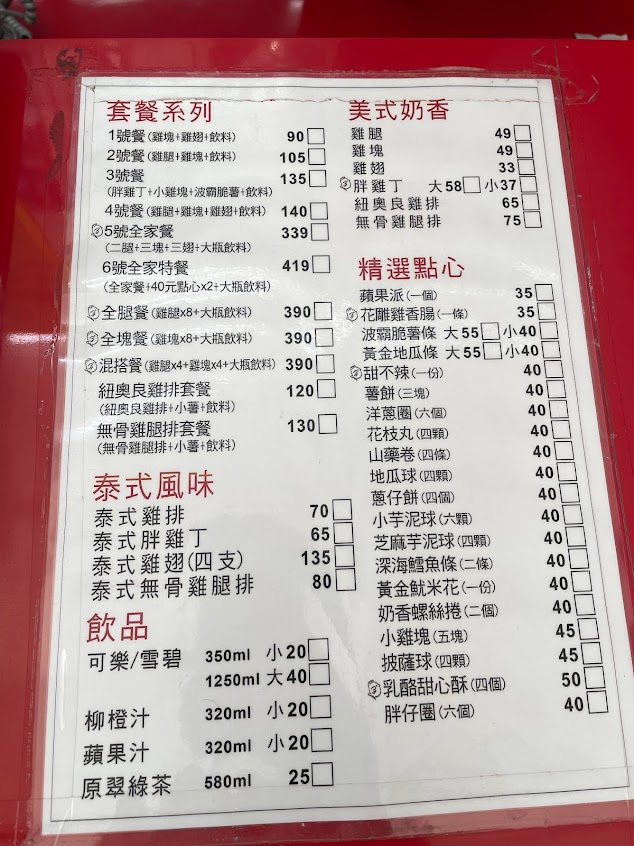 套餐系列
1號餐(雞塊+雞翅+飲料) 90
2號餐(雞腿+雞塊+飲料) 105
3號餐 135
(胖雞丁+小雞塊+波霸脆薯+飲料)
4號餐(雞腿+雞塊+雞翅+飲料) 140
5號全家餐 339
(二腿+三塊+三翅+大瓶飲料)
6號全家特餐 419
(全家餐+40元點心x2+大瓶飲料)
全腿餐(雞腿x8+大瓶飲料) 390
全塊餐(雞塊x8+大瓶飲料) 390
混搭餐(雞腿x4+雞塊x4+大瓶飲料) 390
紐奧良雞排套餐 120
(紐奧良雞排+小薯+飲料)
無骨雞腿排套餐 130
(無骨雞腿排+小薯+飲料)
泰式風味
泰式雞排 70
泰式胖雞丁 65
泰式雞翅(四支) 135
泰式無骨雞腿排 80
飲品
可樂/雪碧 350ml 小20
1250ml 大40
柳橙汁 320ml 小20
蘋果汁 320ml 小20
原翠綠茶 580ml 25
美式奶香
雞腿 49
雞塊 49
雞翅 33
胖雞丁 大58 小37
紐奧良雞排 65
無骨雞腿排 75
精選點心
蘋果派(一個) 35
花雕雞香腸(一條) 35
波霸脆薯條 大55 小40
黃金地瓜條 大55 小40
甜不辣(一份) 40
薯餅(三塊) 40
洋蔥圈(六個) 40
花枝丸(四顆) 40
山藥卷(四條) 40
地瓜球(四顆) 40
蔥仔餅(四個) 40
小芋泥球(六顆) 40
芝麻芋泥球(四顆) 40
深海鱈魚條(二條) 40
黃金魷米花(一份) 40
奶香螺絲捲(二個) 40
小雞塊(五塊) 45
披薩球(四顆) 45
乳酪甜心酥(四個) 50
胖仔圈(六個) 40